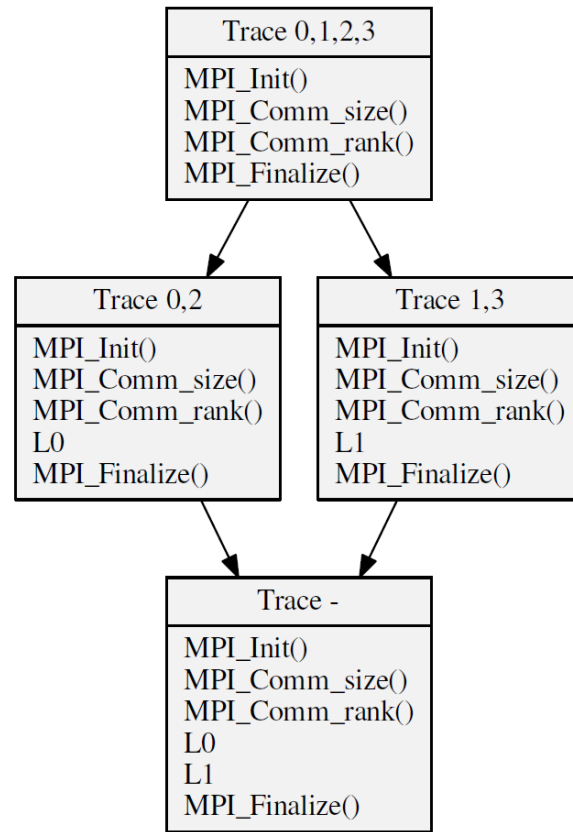 Trace 0,1,2,3
MPI_Init()
MPI_Comm_size()
MPI_Comm_rank()
MPI_Finalize()
Trace 0,2
MPI_Init()
MPI_Comm_size()
MPI_Comm_rank()
L0
MPI_Finalize()
Trace 1,3
MPI_Init()
MPI_Comm_size()
MPI_Comm_rank()
L1
MPI_Finalize()
Trace -
MPI_Init()
MPI_Comm_size()
MPI_Comm_rank()
L0
L1
MPI_Finalize()